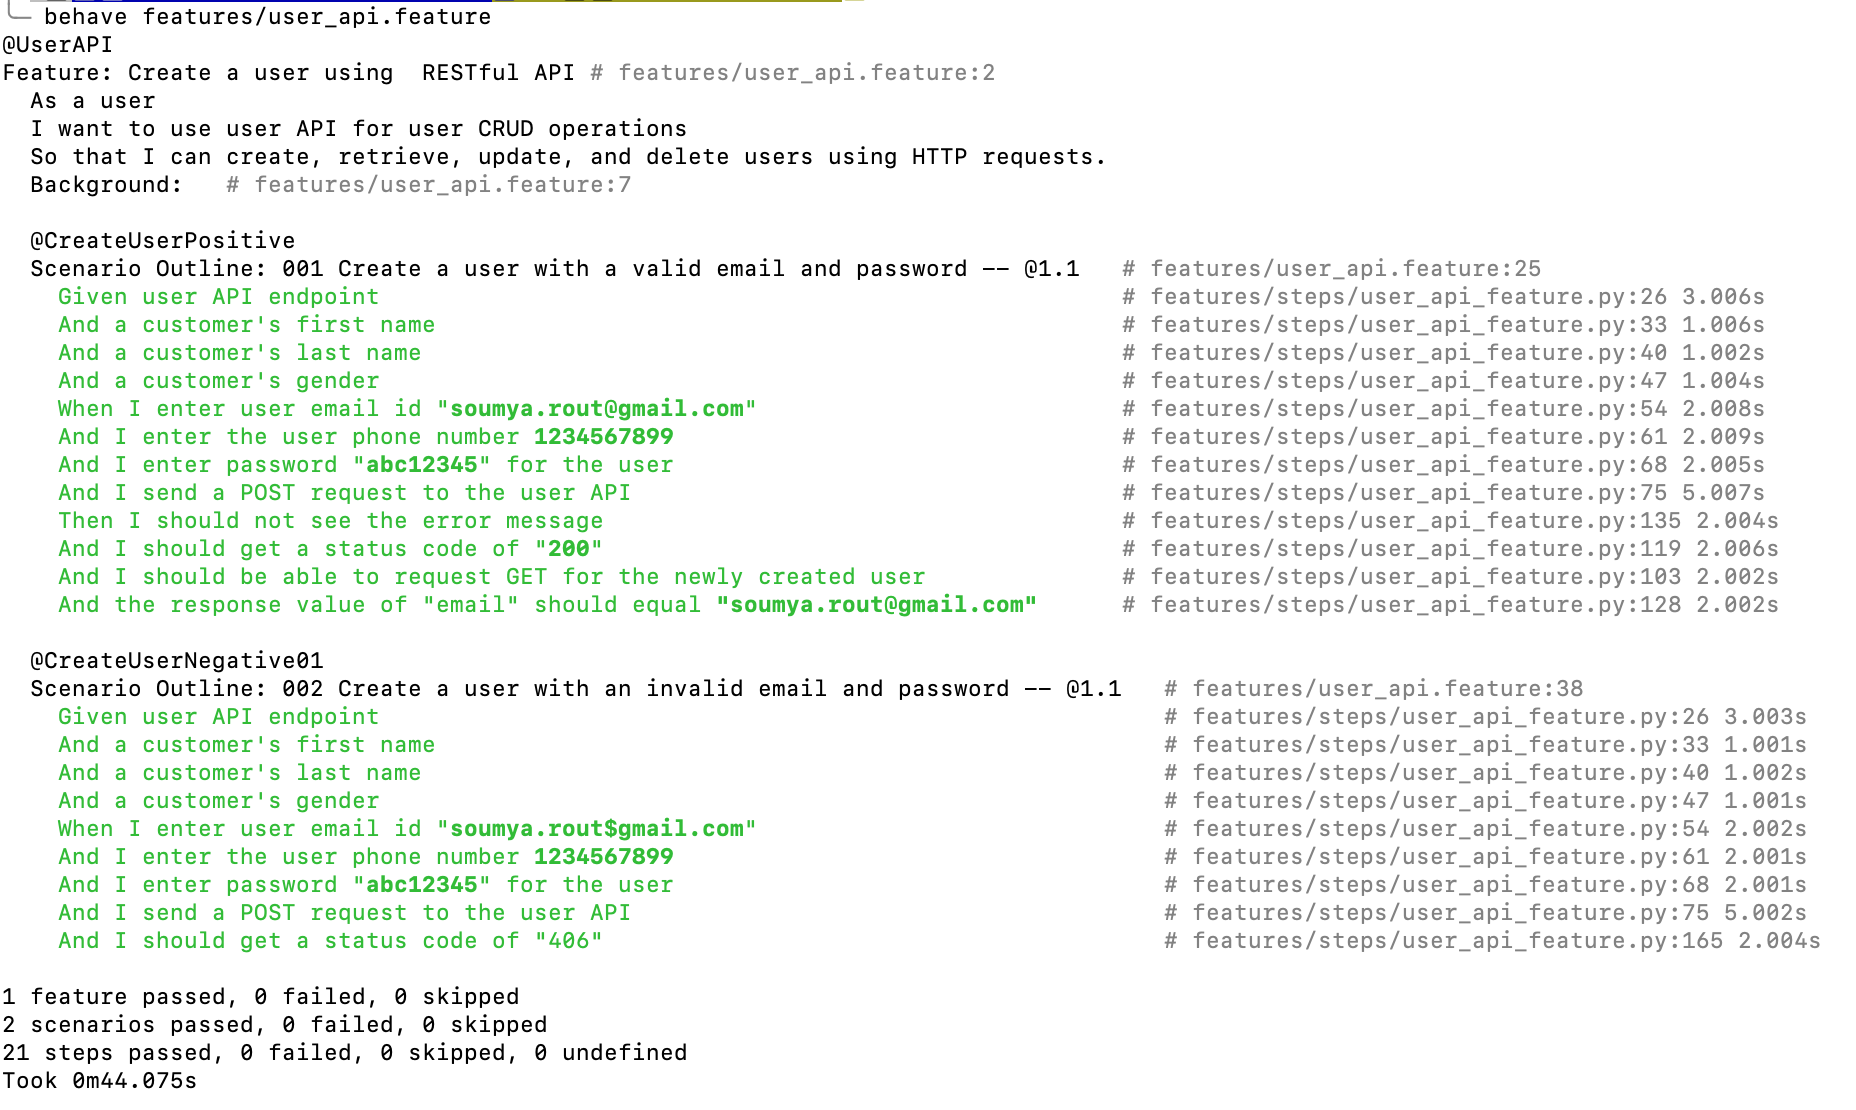 behave features/user_api.feature
@UserAPI
Feature: Create a user using  RESTful API # features/user_api.feature:2
  As a user
  I want to use user API for user CRUD operations
  So that I can create, retrieve, update, and delete users using HTTP requests.
  Background:   # features/user_api.feature:7

  @CreateUserPositive
  Scenario Outline: 001 Create a user with a valid email and password -- @1.1   # features/user_api.feature:25
    Given user API endpoint                                                     # features/steps/user_api_feature.py:26 3.006s
    And a customer's first name                                                 # features/steps/user_api_feature.py:33 1.006s
    And a customer's last name                                                  # features/steps/user_api_feature.py:40 1.002s
    And a customer's gender                                                     # features/steps/user_api_feature.py:47 1.004s
    When I enter user email id "soumya.rout@gmail.com"                          # features/steps/user_api_feature.py:54 2.008s
    And I enter the user phone number 1234567899                                # features/steps/user_api_feature.py:61 2.009s
    And I enter password "abc12345" for the user                                # features/steps/user_api_feature.py:68 2.005s
    And I send a POST request to the user API                                   # features/steps/user_api_feature.py:75 5.007s
    Then I should not see the error message                                     # features/steps/user_api_feature.py:135 2.004s
    And I should get a status code of "200"                                     # features/steps/user_api_feature.py:119 2.006s
    And I should be able to request GET for the newly created user              # features/steps/user_api_feature.py:103 2.002s
    And the response value of "email" should equal "soumya.rout@gmail.com"      # features/steps/user_api_feature.py:128 2.002s

  @CreateUserNegative01
  Scenario Outline: 002 Create a user with an invalid email and password -- @1.1   # features/user_api.feature:38
    Given user API endpoint                                                        # features/steps/user_api_feature.py:26 3.003s
    And a customer's first name                                                    # features/steps/user_api_feature.py:33 1.001s
    And a customer's last name                                                     # features/steps/user_api_feature.py:40 1.002s
    And a customer's gender                                                        # features/steps/user_api_feature.py:47 1.001s
    When I enter user email id "soumya.rout$gmail.com"                             # features/steps/user_api_feature.py:54 2.002s
    And I enter the user phone number 1234567899                                   # features/steps/user_api_feature.py:61 2.001s
    And I enter password "abc12345" for the user                                   # features/steps/user_api_feature.py:68 2.001s
    And I send a POST request to the user API                                      # features/steps/user_api_feature.py:75 5.002s
    And I should get a status code of "406"                                        # features/steps/user_api_feature.py:165 2.004s

1 feature passed, 0 failed, 0 skipped
2 scenarios passed, 0 failed, 0 skipped
21 steps passed, 0 failed, 0 skipped, 0 undefined
Took 0m44.075s